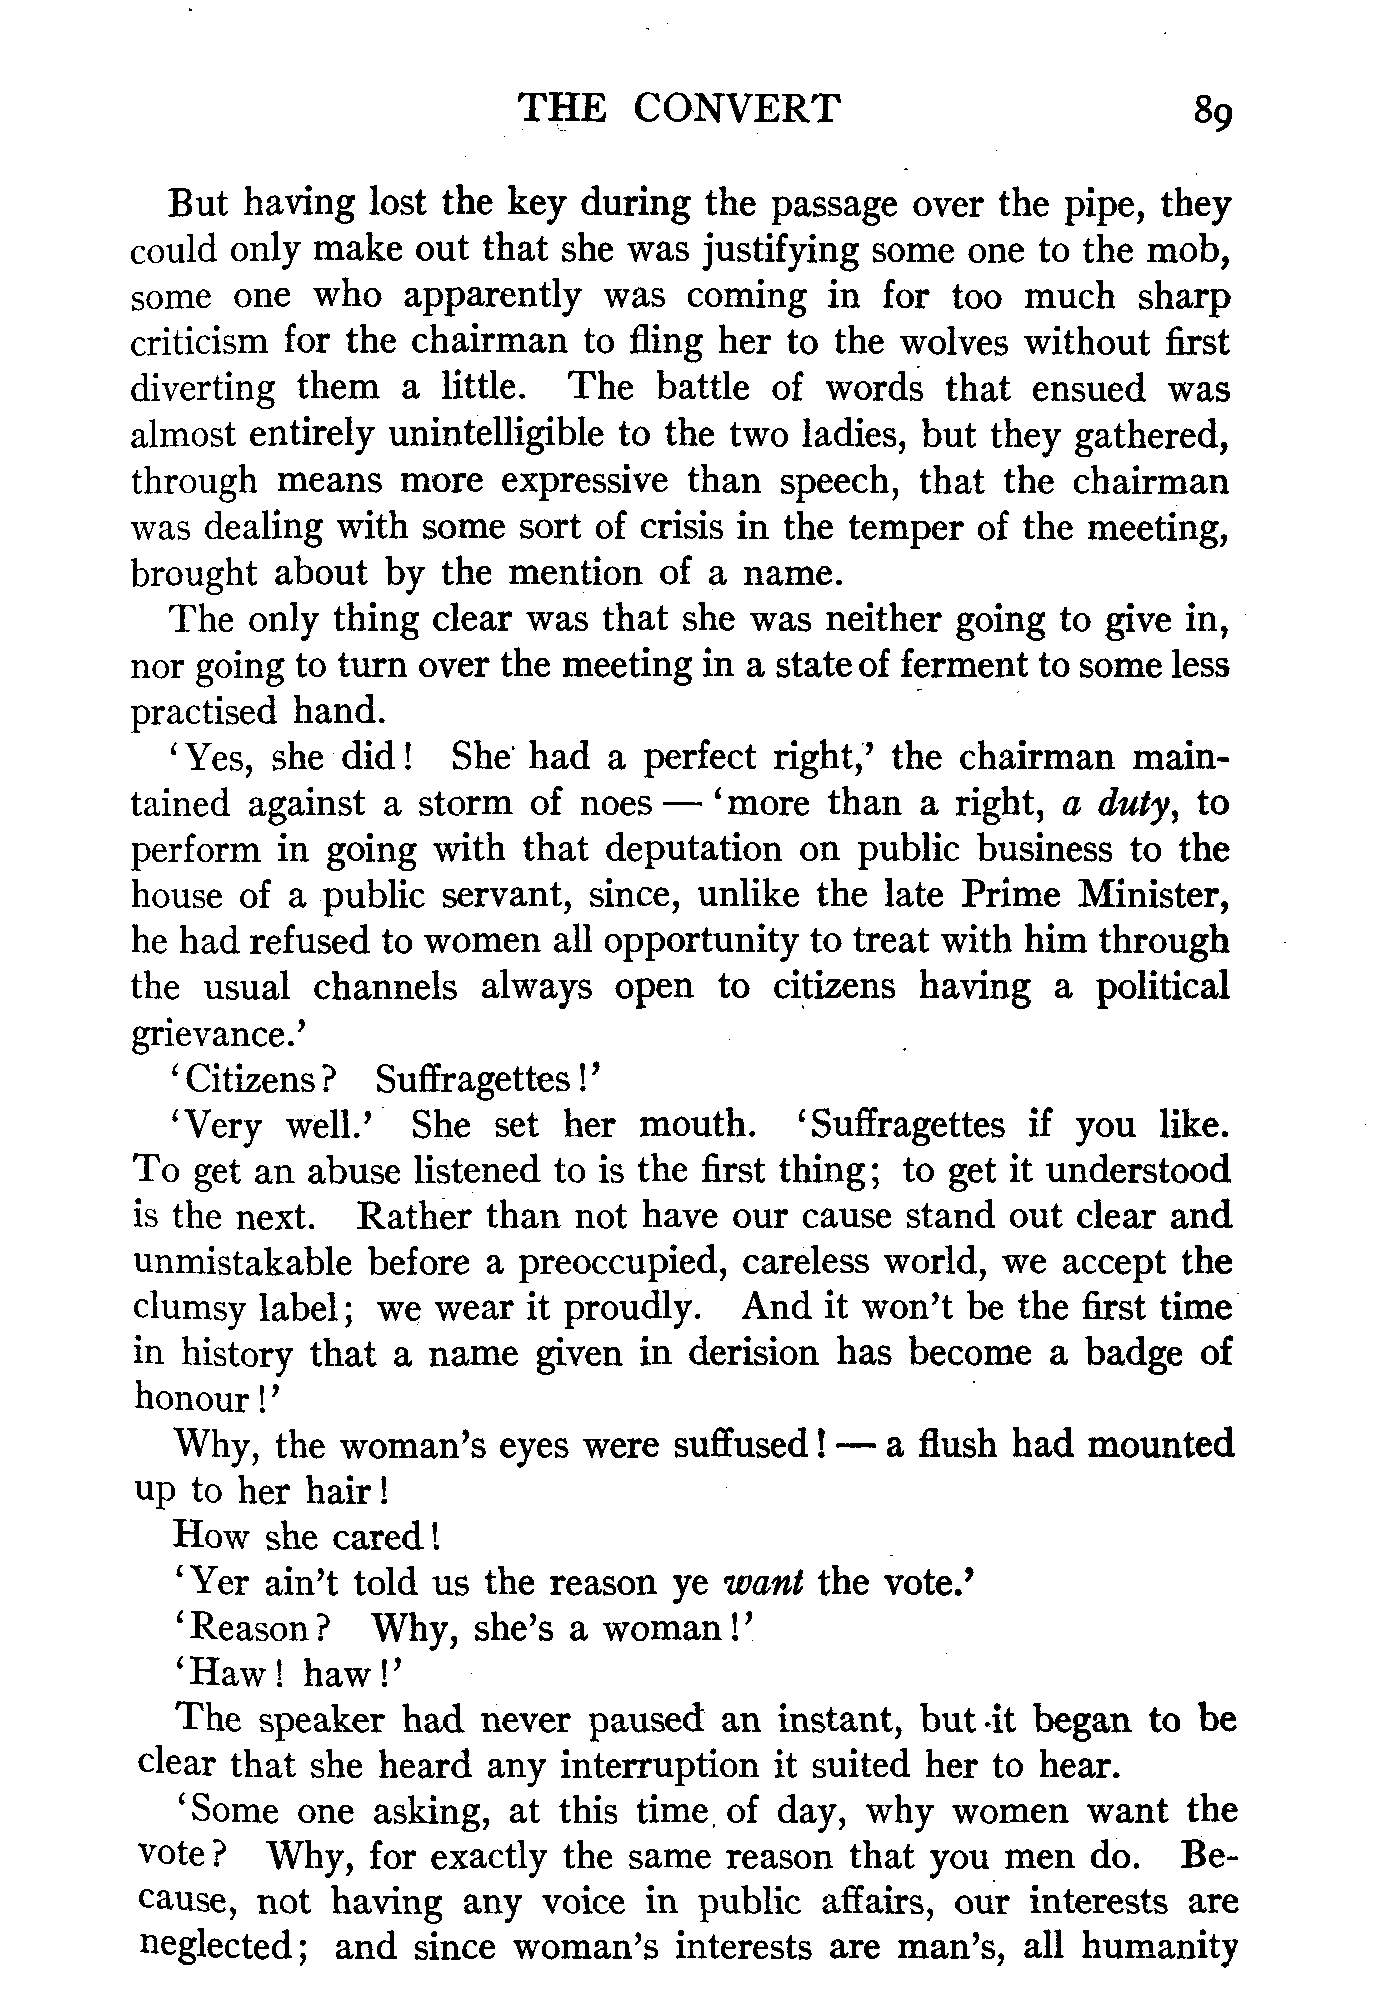 THE CONVERT 89
But having lost the key during the passage over the pipe, they
could only make out that she was justifying some one to the mob,
some one who apparently was coming in for too much sharp
criticism for the chairman to fling her to the wolves without first
diverting them a little. The battle of words that ensued was
almost entirely unintelligible to the two ladies, but they gathered,
through means more expressive than speech, that the chairman
was dealing with some sort of crisis in the temper of the meeting,
brought about by the mention of a name.
The only thing clear was that she was neither going to give in,
nor going to turn over the meeting in a state of ferment to some less
practised hand.
‘Yes, she did! She had a perfect right,’ the chairman main-
tained against a storm of noes — ‘more than a right, a duty, to
perform in going with that deputation on public business to the
house of a public servant, since, unlike the late Prime Minister,
he had refused to women all opportunity to treat with him through
the usual channels always open to citizens having a political
grievance.’
‘Citizens? Suffragettes!’
‘Very well.’ She set her mouth. ‘Suffragettes if you like.
To get an abuse listened to is the first thing; to get it understood
is the next. Rather than not have our cause stand out clear and
unmistakable before a preoccupied, careless world, we accept the
clumsy label; we wear it proudly. And it won’t be the first time
in history that a name given in derision has become a badge of
honour!’
Why, the woman’s eyes were suffused! — a flush had mounted
up to her hair!
How she cared!
‘Yer ain’t told us the reason ye want the vote.’
‘Reason? Why, she’s a woman!’
‘Haw! haw!’
The speaker had never paused an instant, but it began to be
clear that she heard any interruption it suited her to hear.
‘Some one asking, at this time of day, why women want the
vote? Why, for exactly the same reason that you men do. Be-
cause, not having any voice in public affairs, our interests are
neglected; and since woman’s interests are man’s, all humanity